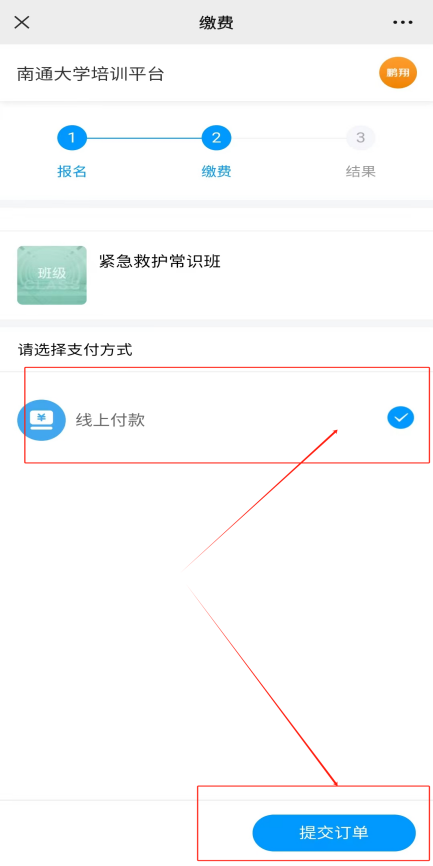 缴费
南通大学培训平台
鹏翔
1
2
3
报名
缴费
结果
班级
紧急救护常识班
请选择支付方式
¥
线上付款
提交订单